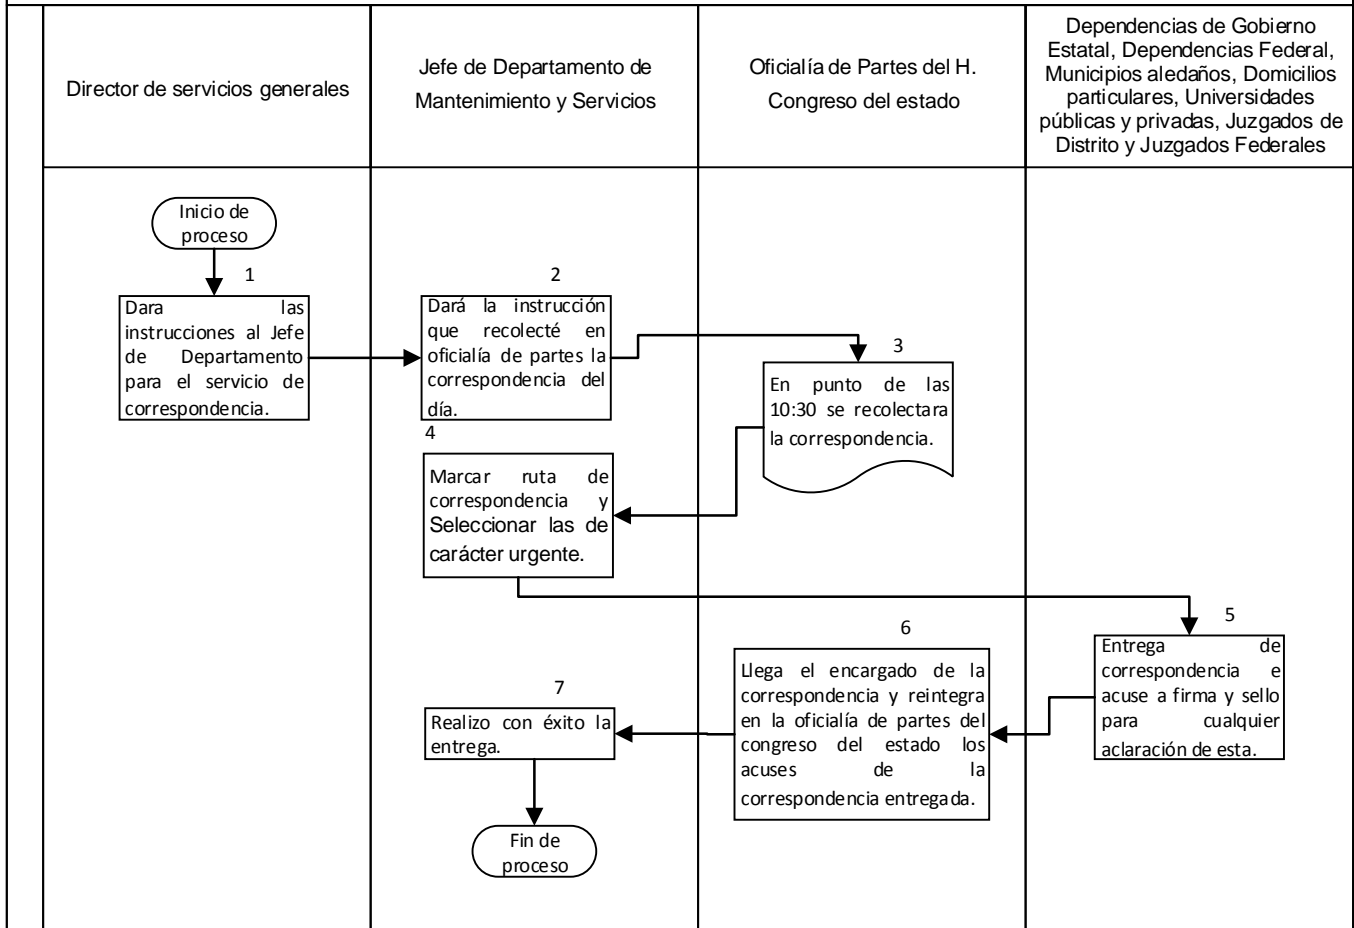 Director de servicios generales
Jefe de Departamento de
Mantenimiento y Servicios
Oficialía de Partes del H.
Congreso del estado
Dependencias de Gobierno
Estatal, Dependencias Federal,
Municipios aledaños, Domicilios
particulares, Universidades
públicas y privadas, Juzgados de
Distrito y Juzgados Federales
Inicio de
proceso
1
Dara las
instrucciones al Jefe
de Departamento
para el servicio de
correspondencia.
2
Dará la instrucción
que recolecté en
oficialía de partes la
correspondencia del
día.
3
En punto de las
10:30 se recolectara
la correspondencia.
4
Marcar ruta de
correspondencia y
Seleccionar las de
carácter urgente.
5
Entrega de
correspondencia e
acuse a firma y sello
para cualquier
aclaración de esta.
6
Llega el encargado de la
correspondencia y reintegra
en la oficialía de partes del
congreso del estado los
acuses de la
correspondencia entregada.
7
Realizo con éxito la
entrega.
Fin de
proceso